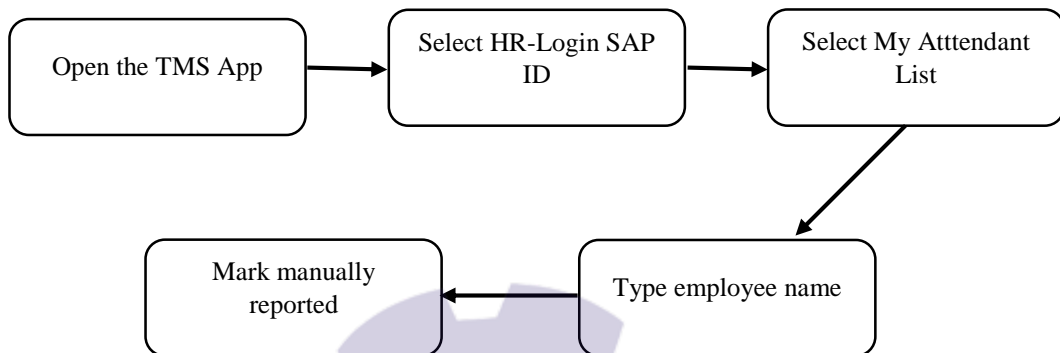 Open the TMS App
Select HR-Login SAP
ID
Select My Atttendant
List
Type employee name
Mark manually
reported